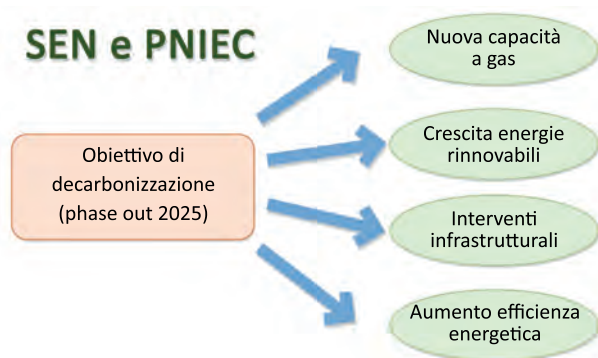 SEN e PNIEC
Obiettivo di
decarbonizzazione
(phase out 2025)
Nuova capacità
a gas
Crescita energie
rinnovabili
Interventi
infrastrutturali
Aumento efficienza
energetica